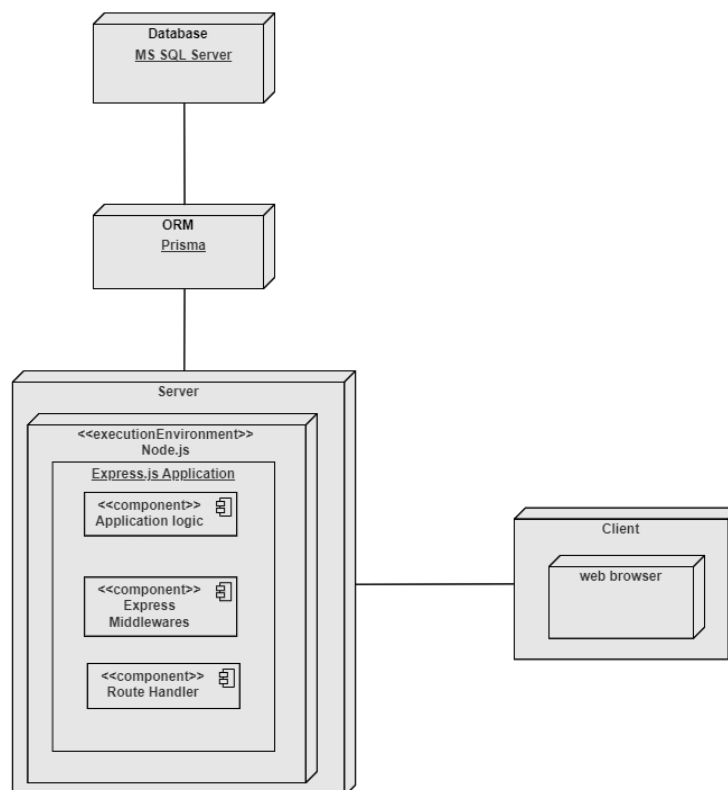 Database
MS SQL Server
ORM
Prisma
Server
<<executionEnvironment>>
Node.js
Express.js Application
<<component>>
Application logic
<<component>>
Express
Middlewares
<<component>>
Route Handler
Client
web browser